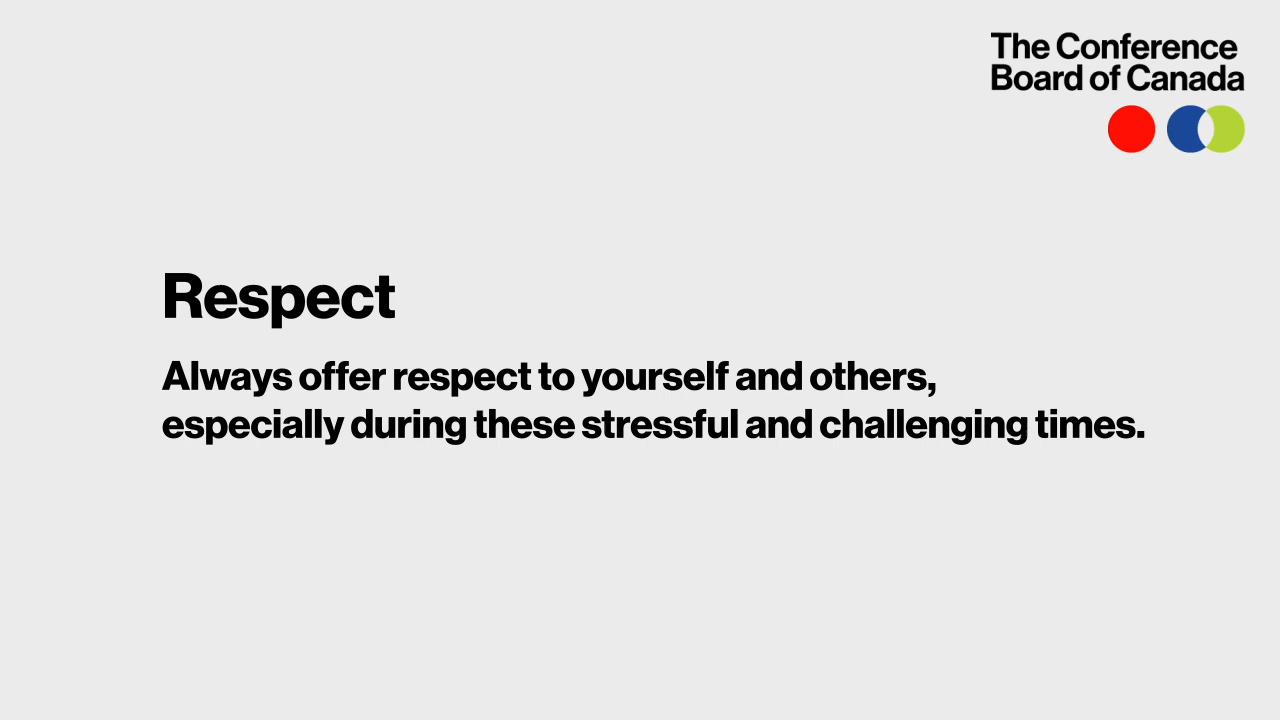 The Conference
Board of Canada
Respect
Always offer respect to yourself and others,
especially during these stressful and challenging times.